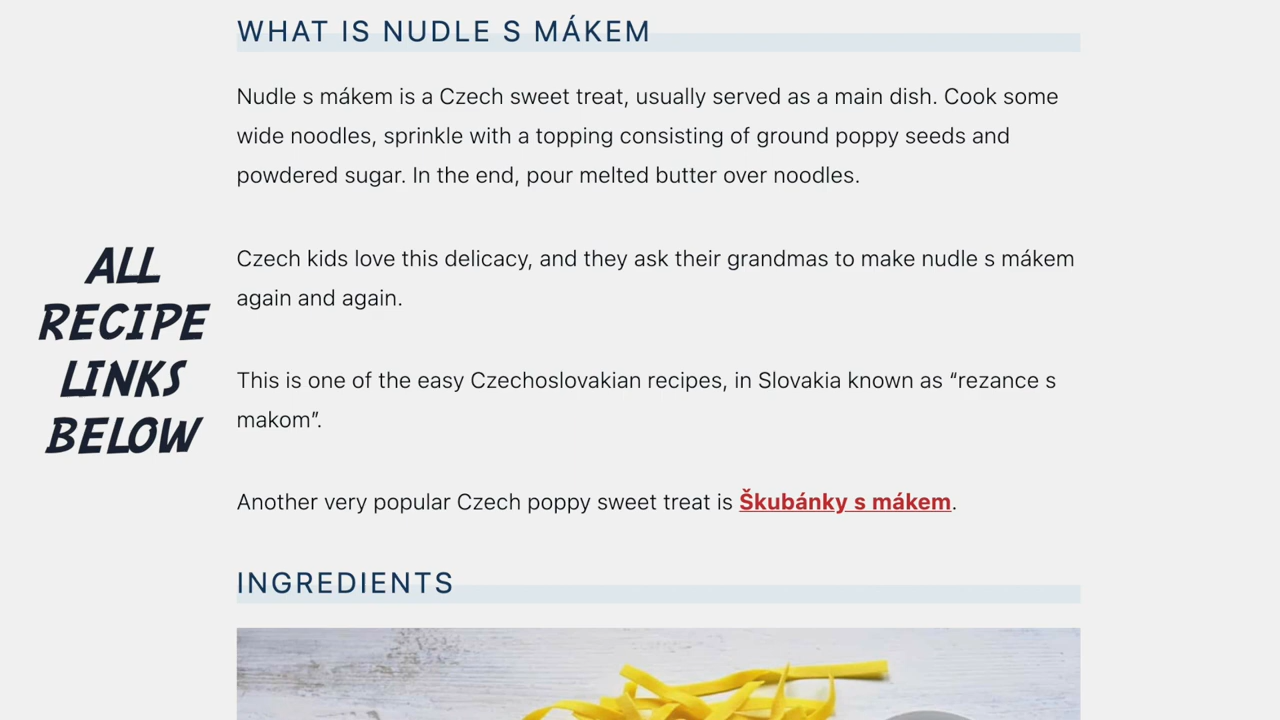 WHAT IS NUDLE S MÁKEM
Nudle s mákem is a Czech sweet treat, usually served as a main dish. Cook some
wide noodles, sprinkle with a topping consisting of ground poppy seeds and
powdered sugar. In the end, pour melted butter over noodles.
Czech kids love this delicacy, and they ask their grandmas to make nudle s mákem
again and again.
This is one of the easy Czechoslovakian recipes, in Slovakia known as “rezance s
makom”.
Another very popular Czech poppy sweet treat is Škubánky s mákem.
INGREDIENTS
ALL
RECIPE
LINKS
BELOW